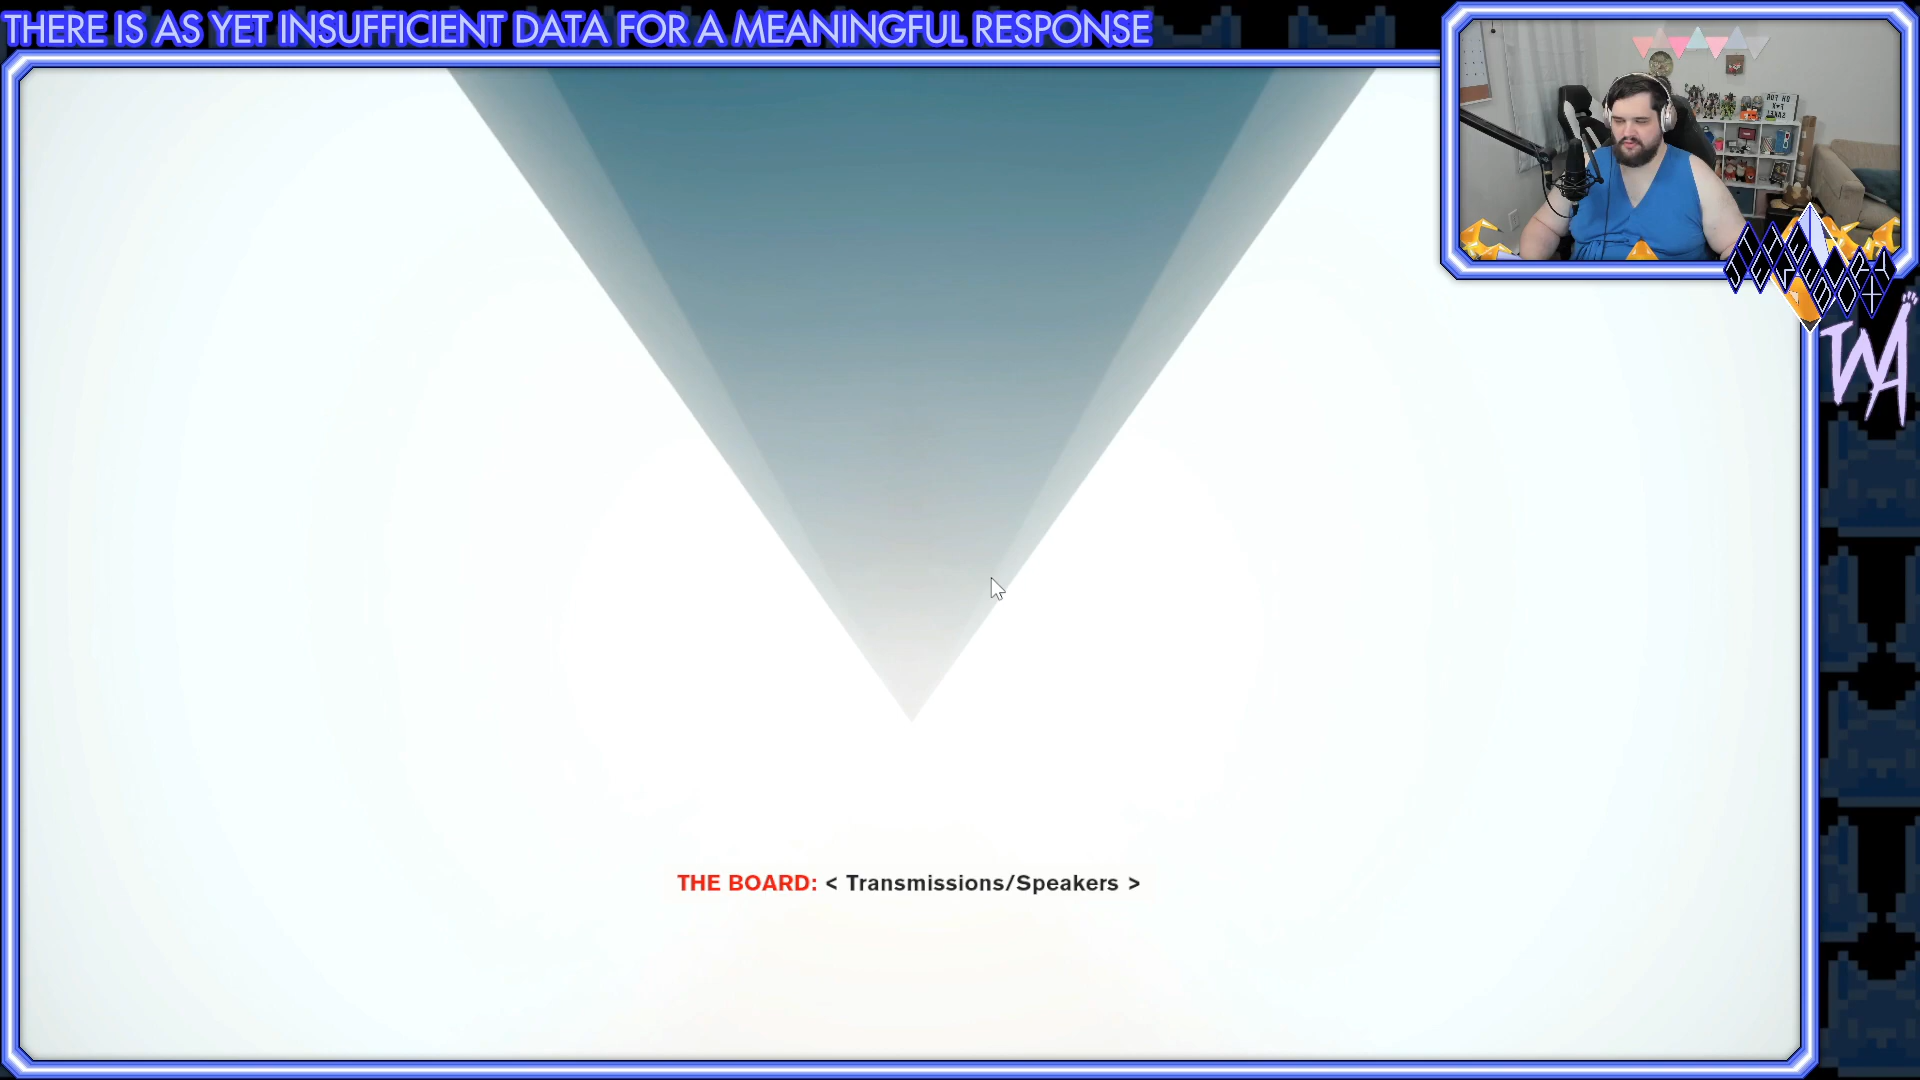 THERE IS AS YET INSUFFICIENT DATA FOR A MEANINGFUL RESPONSE
THE BOARD: < Transmissions/Speakers >